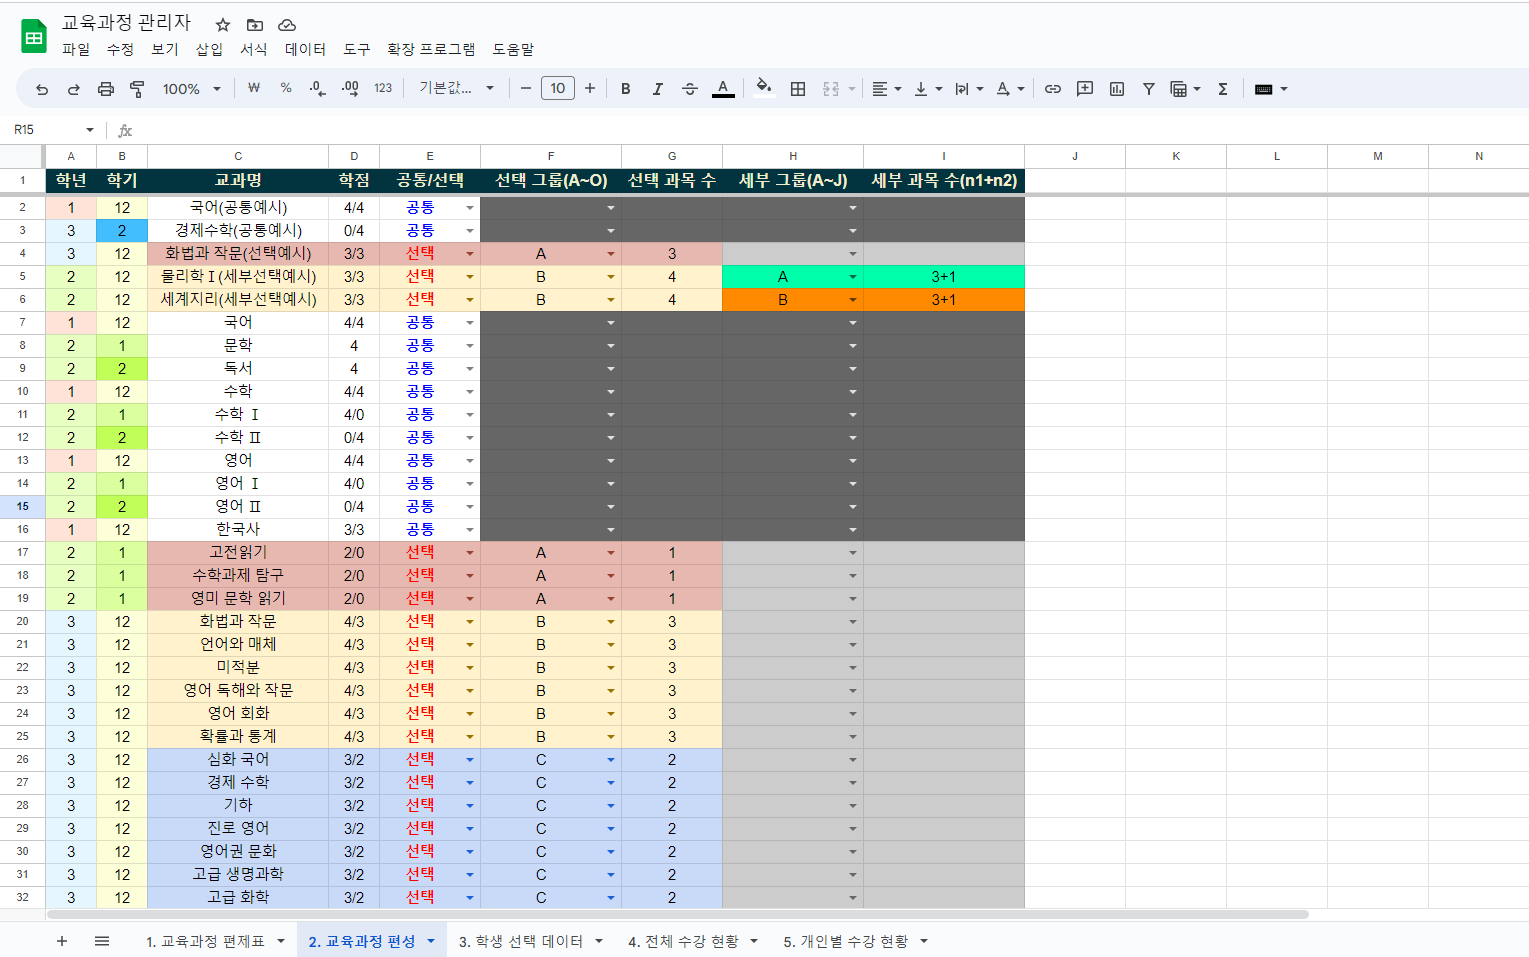 교육과정 관리자
파일 수정 보기 삽입 서식 데이터 도구 확장 프로그램 도움말
100% ₩ % .0 .00 123 기본값... 10 B I A Σ
R15 fx
A B C D E F G H I J K L M N
1 학년 학기 교과명 학점 공통/선택 선택 그룹(A~O) 선택 과목 수 세부 그룹(A~J) 세부 과목 수(n1+n2)
2 1 12 국어(공통예시) 4/4 공통
3 3 2 경제수학(공통예시) 0/4 공통
4 3 12 화법과 작문(선택예시) 3/3 선택 A 3
5 2 12 물리학Ⅰ(세부선택예시) 3/3 선택 B 4 A 3+1
6 2 12 세계지리(세부선택예시) 3/3 선택 B 4 B 3+1
7 1 12 국어 4/4 공통
8 2 1 문학 4 공통
9 2 2 독서 4 공통
10 1 12 수학 4/4 공통
11 2 1 수학 Ⅰ 4/0 공통
12 2 2 수학 Ⅱ 0/4 공통
13 1 12 영어 4/4 공통
14 2 1 영어 Ⅰ 4/0 공통
15 2 2 영어 Ⅱ 0/4 공통
16 1 12 한국사 3/3 공통
17 2 1 고전읽기 2/0 선택 A 1
18 2 1 수학과제 탐구 2/0 선택 A 1
19 2 1 영미 문학 읽기 2/0 선택 A 1
20 3 12 화법과 작문 4/3 선택 B 3
21 3 12 언어와 매체 4/3 선택 B 3
22 3 12 미적분 4/3 선택 B 3
23 3 12 영어 독해와 작문 4/3 선택 B 3
24 3 12 영어 회화 4/3 선택 B 3
25 3 12 확률과 통계 4/3 선택 B 3
26 3 12 심화 국어 3/2 선택 C 2
27 3 12 경제 수학 3/2 선택 C 2
28 3 12 기하 3/2 선택 C 2
29 3 12 진로 영어 3/2 선택 C 2
30 3 12 영어권 문화 3/2 선택 C 2
31 3 12 고급 생명과학 3/2 선택 C 2
32 3 12 고급 화학 3/2 선택 C 2
1. 교육과정 편제표 2. 교육과정 편성 3. 학생 선택 데이터 4. 전체 수강 현황 5. 개인별 수강 현황